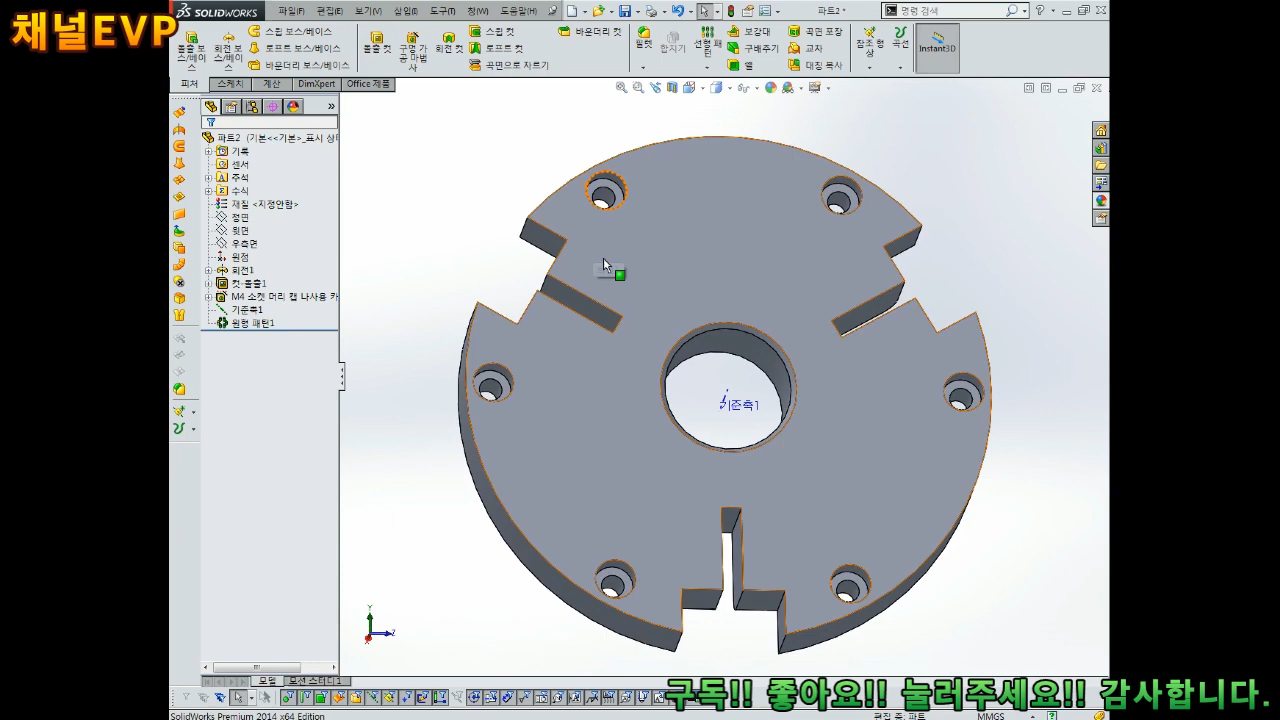 채널EVP
SOLIDWORKS
파일(F) 편집(E) 보기(V) 삽입(I) 도구(T) 창(W) 도움말(H)
파트2 *
명령 검색
돌출 보스/베이스
회전 보스/베이스
스윕 보스/베이스
로프트 보스/베이스
바운더리 보스/베이스
돌출 컷
구멍 가공 마법사
회전 컷
스윕 컷
로프트 컷
곡면으로 자르기
바운더리 컷
필렛
선형 패턴
보강대
구배주기
쉘
곡면 포장
교차
대칭 복사
참조 형상
곡선
Instant3D
피처 스케치 계산 DimXpert Office 제품
파트2 (기본<<기본>_표시 상태
기록
센서
주석
수식
재질 <지정안함>
정면
윗면
우측면
원점
회전1
컷-돌출1
M4 소켓 머리 캡 나사용 카
기준축1
원형 패턴1
기준축1
Y
Z
X
모델 모션 스터디 1
구독!! 좋아요!! 눌러주세요!! 감사합니다.
SolidWorks Premium 2014 x64 Edition
편집 중: 파트
MMGS